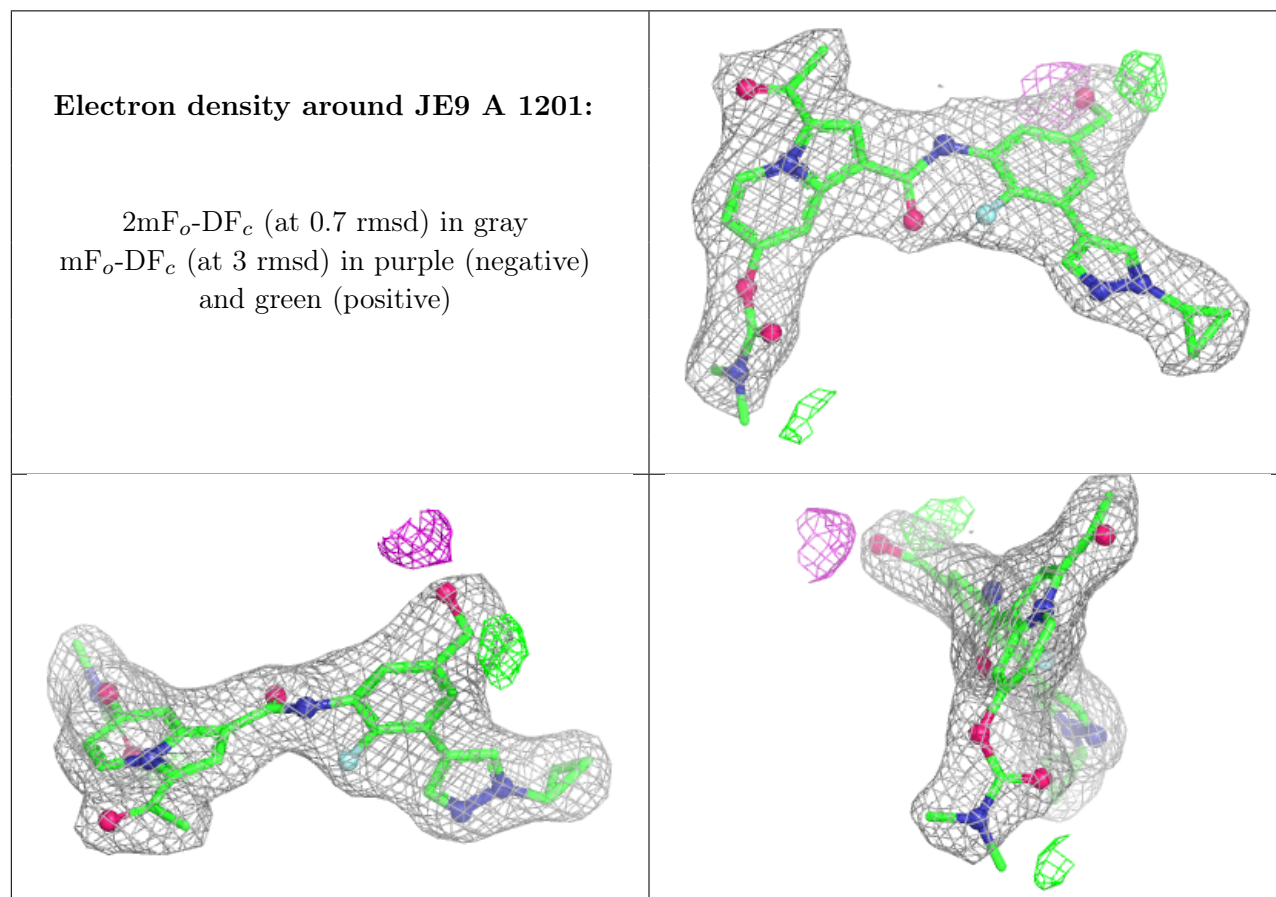 Electron density around JE9 A 1201:
2mFₒ-DF𝒸 (at 0.7 rmsd) in gray
mFₒ-DF𝒸 (at 3 rmsd) in purple (negative)
and green (positive)